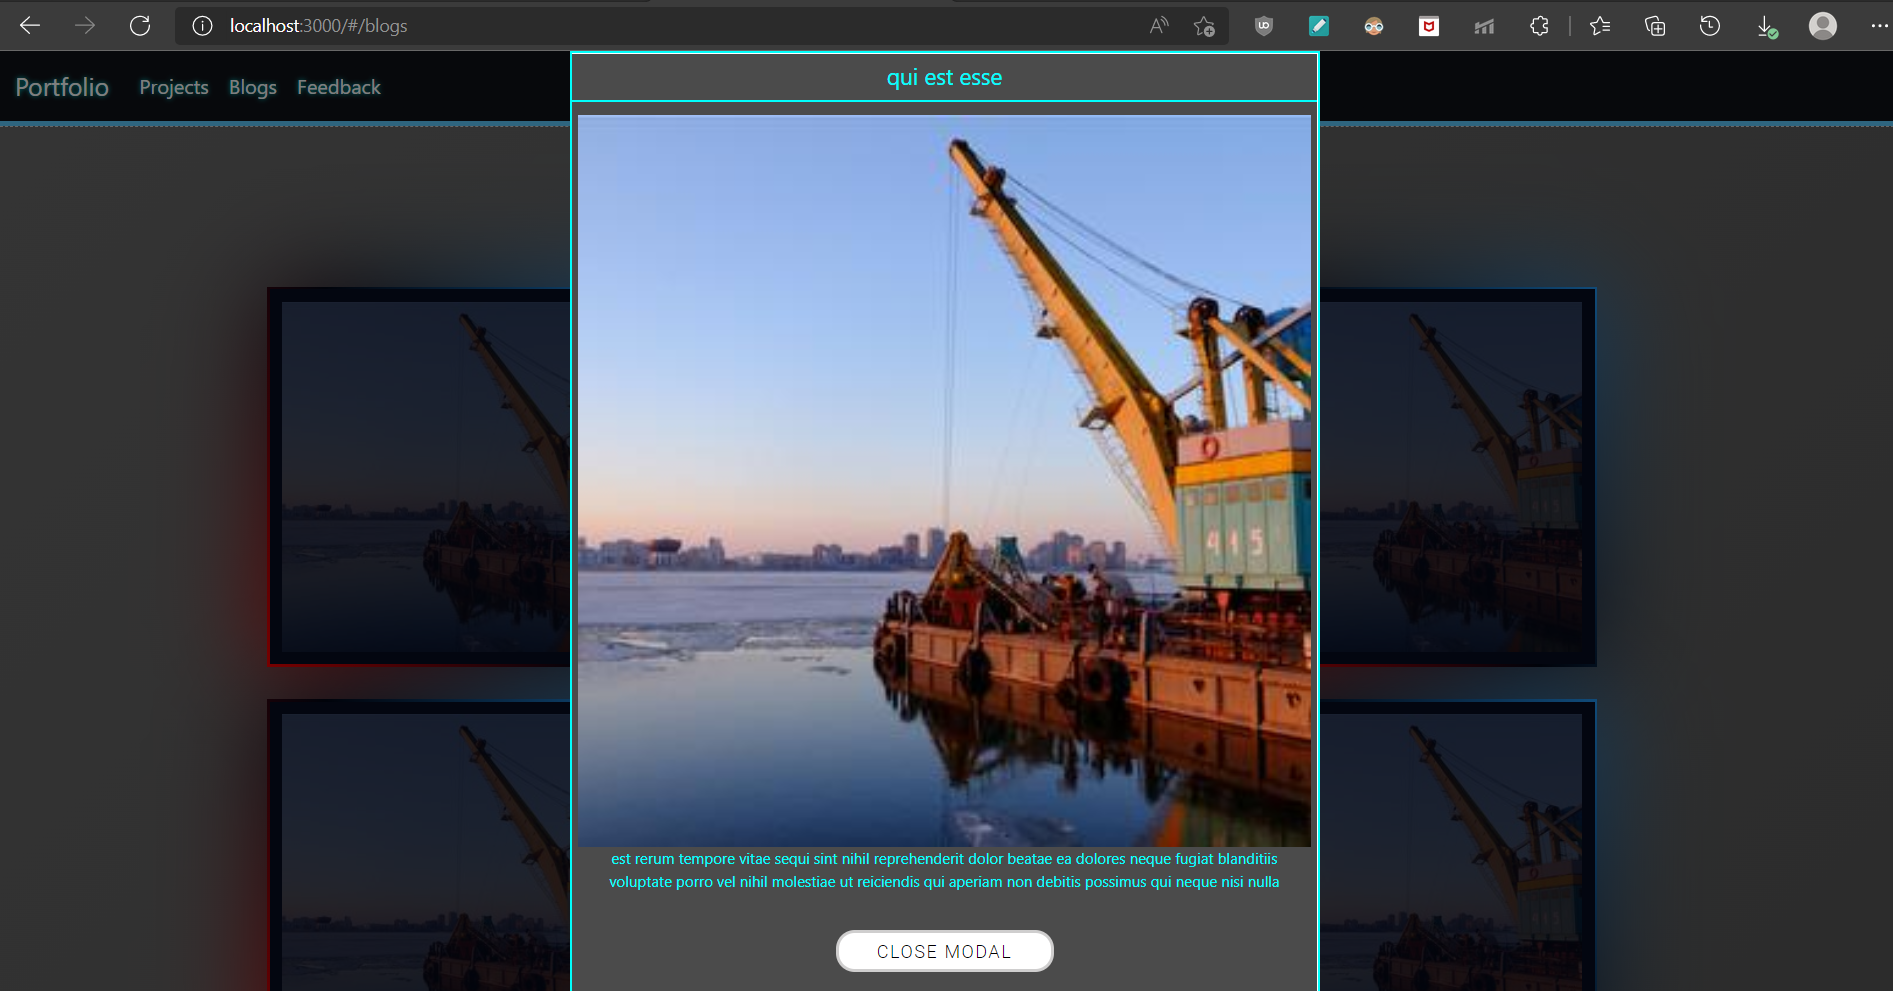 localhost:3000/#/blogs
Portfolio Projects Blogs Feedback
qui est esse
415
est rerum tempore vitae sequi sint nihil reprehenderit dolor beatae ea dolores neque fugiat blanditiis
voluptate porro vel nihil molestiae ut reiciendis qui aperiam non debitis possimus qui neque nisi nulla
CLOSE MODAL